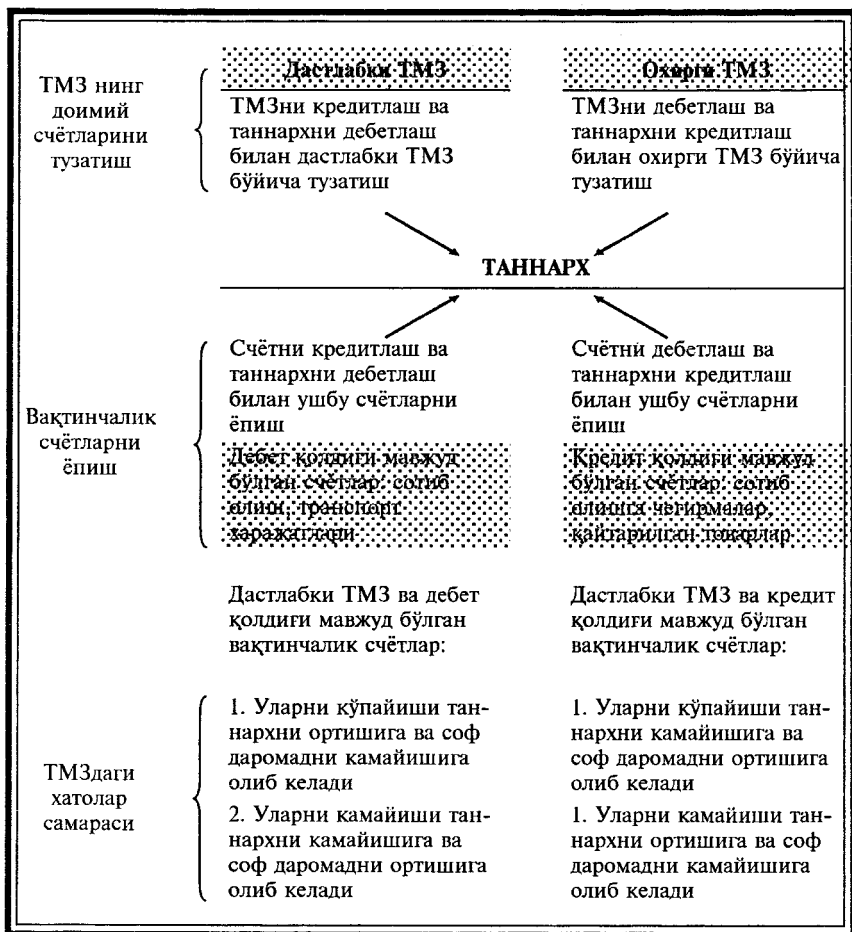 ТМЗ нинг
доимий
счётларини
тузатиш
Дастлабки ТМЗ
ТМЗни кредитлаш ва
таннархни дебетлаш
билан дастлабки ТМЗ
бўйича тузатиш
Охирги ТМЗ
ТМЗни дебетлаш ва
таннархни кредитлаш
билан охирги ТМЗ бўйича
тузатиш
ТАННАРХ
Вақтинчалик
счётларни
ёпиш
Счётни кредитлаш ва
таннархни дебетлаш
билан ушбу счётларни
ёпиш
Дебет қолдиғи мавжуд
бўлган счётлар: сотиб
олиш, транспорт
харажатлари
Счётни дебетлаш ва
таннархни кредитлаш
билан ушбу счётларни
ёпиш
Кредит қолдиғи мавжуд
бўлган счётлар: сотиб
олишга чегирмалар,
қайтарилган товарлар
Дастлабки ТМЗ ва дебет
қолдиғи мавжуд бўлган
вақтинчалик счётлар:
Дастлабки ТМЗ ва кредит
қолдиғи мавжуд бўлган
вақтинчалик счётлар:
ТМЗдаги
хатолар
самараси
1. Уларни кўпайиши тан-
нархни ортишига ва соф
даромадни камайишига
олиб келади
2. Уларни камайиши тан-
нархни камайишига ва
соф даромадни ортишига
олиб келади
1. Уларни кўпайиши тан-
нархни камайишига ва
соф даромадни ортишига
олиб келади
1. Уларни камайиши тан-
нархни ортишига ва соф
даромадни камайишига
олиб келади